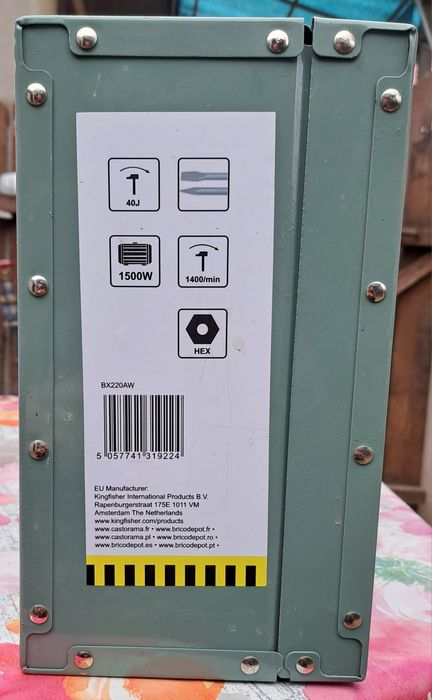 40J
1500W
1400/min
HEX
BX220AW
5 057741 319224
EU Manufacturer:
Kingfisher International Products B.V.
Rapenburgerstraat 175E 1011 VM
Amsterdam The Netherlands
www.kingfisher.com/products
www.castorama.fr • www.bricodepot.fr •
www.castorama.pl • www.bricodepot.ro •
www.bricodepot.es • www.bricodepot.pt •